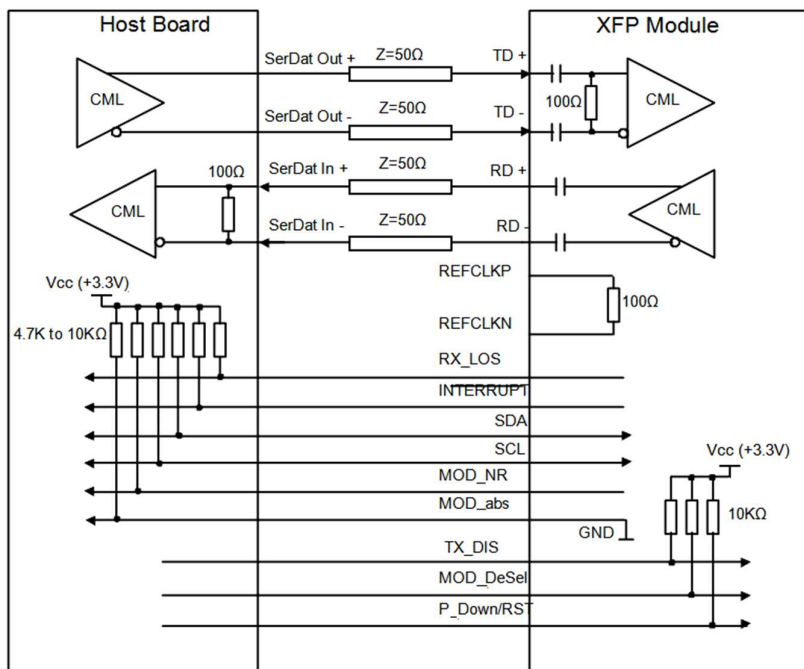 Host Board
XFP Module
SerDat Out +
Z=50Ω
TD +
CML
100Ω
CML
SerDat Out -
Z=50Ω
TD -
SerDat In +
Z=50Ω
RD +
100Ω
CML
CML
SerDat In -
Z=50Ω
RD -
REFCLKP
Vcc (+3.3V)
100Ω
4.7K to 10KΩ
REFCLKN
RX_LOS
INTERRUPT
SDA
SCL
Vcc (+3.3V)
MOD_NR
MOD_abs
10KΩ
GND
TX_DIS
MOD_DeSel
P_Down/RST